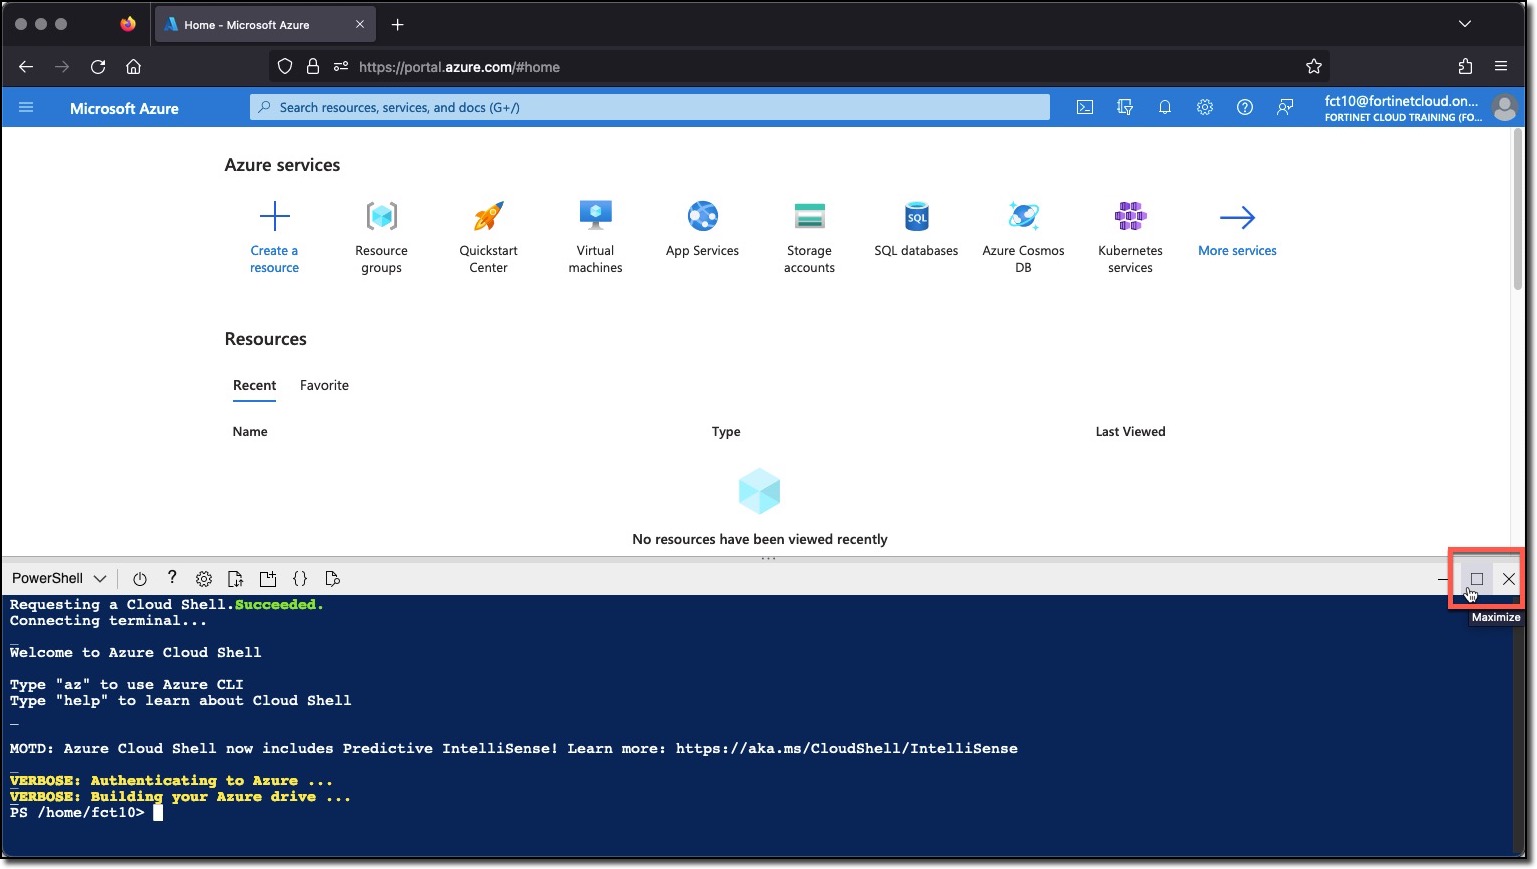 Home - Microsoft Azure
https://portal.azure.com/#home
Microsoft Azure
Search resources, services, and docs (G+/)
fct10@fortinetcloud.on...
FORTINET CLOUD TRAINING (FO...
Azure services
Create a resource
Resource groups
Quickstart Center
Virtual machines
App Services
Storage accounts
SQL
SQL databases
Azure Cosmos DB
Kubernetes services
More services
Resources
Recent Favorite
Name Type Last Viewed
No resources have been viewed recently
PowerShell
Maximize
Requesting a Cloud Shell.Succeeded.
Connecting terminal...
Welcome to Azure Cloud Shell
Type "az" to use Azure CLI
Type "help" to learn about Cloud Shell
MOTD: Azure Cloud Shell now includes Predictive IntelliSense! Learn more: https://aka.ms/CloudShell/IntelliSense
VERBOSE: Authenticating to Azure ...
VERBOSE: Building your Azure drive ...
PS /home/fct10>